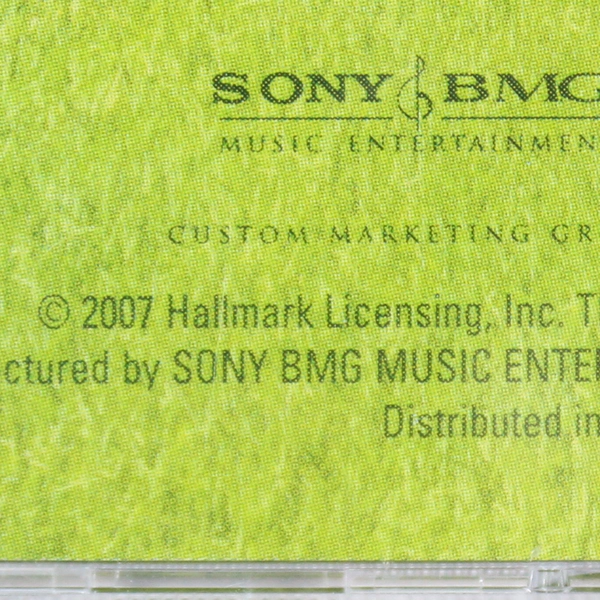 SONY BMG
MUSIC ENTERTAINMEN
CUSTOM MARKETING GR
© 2007 Hallmark Licensing, Inc. T
ctured by SONY BMG MUSIC ENTE
Distributed in